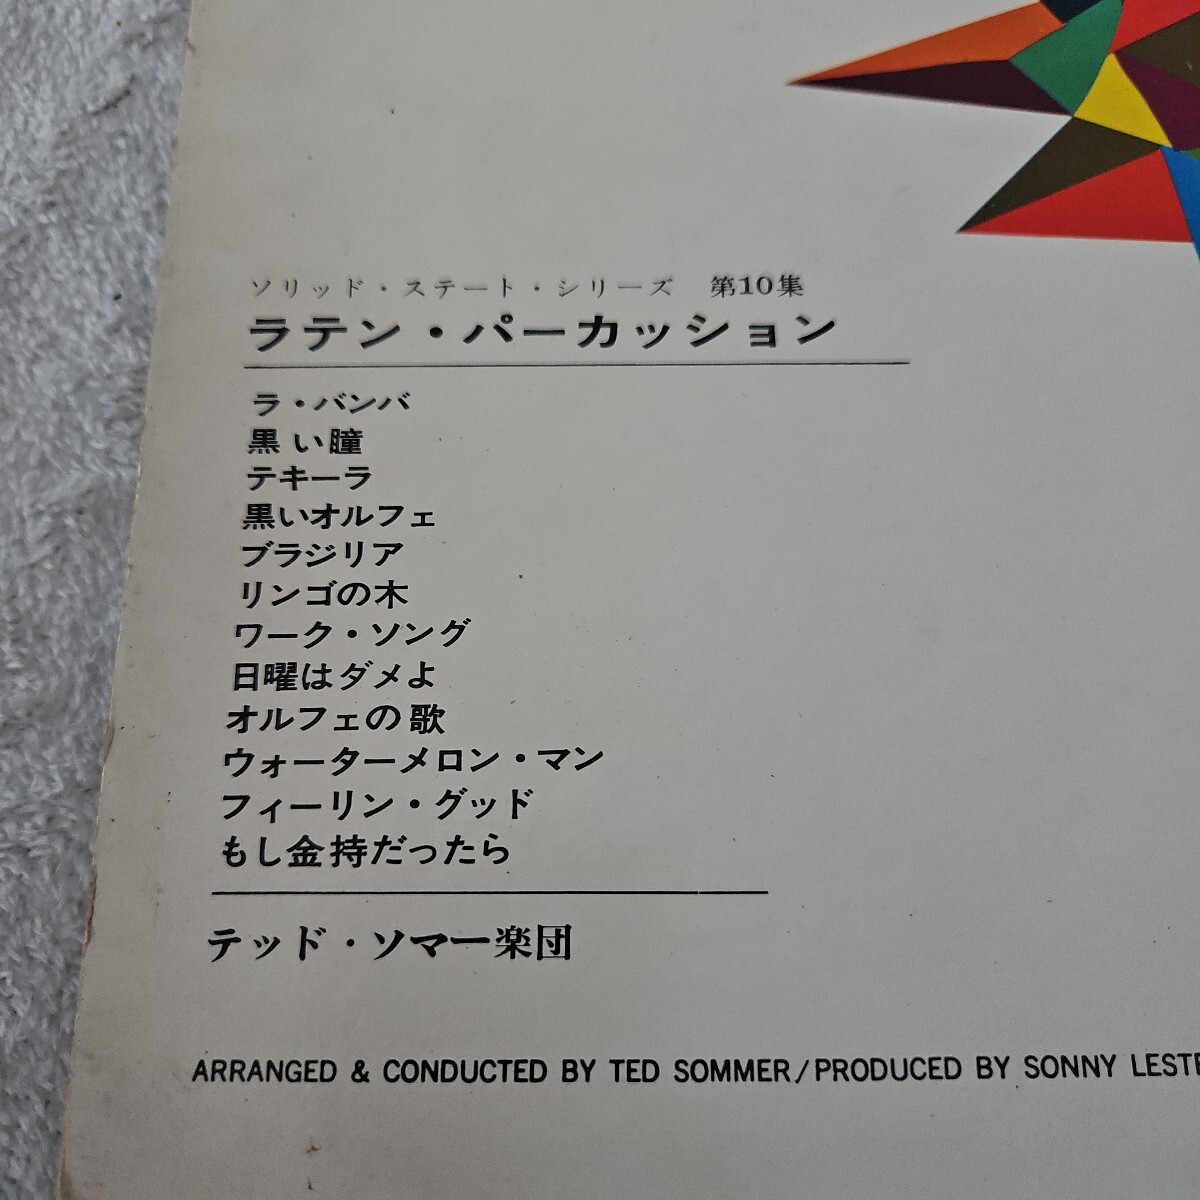 ソリッド・ステート・シリーズ 第10集
ラテン・パーカッション
ラ・バンバ
黒い瞳
テキーラ
黒いオルフェ
ブラジリア
リンゴの木
ワーク・ソング
日曜はダメよ
オルフェの歌
ウォーターメロン・マン
フィーリン・グッド
もし金持だったら
テッド・ソマー楽団
ARRANGED & CONDUCTED BY TED SOMMER/PRODUCED BY SONNY LESTE